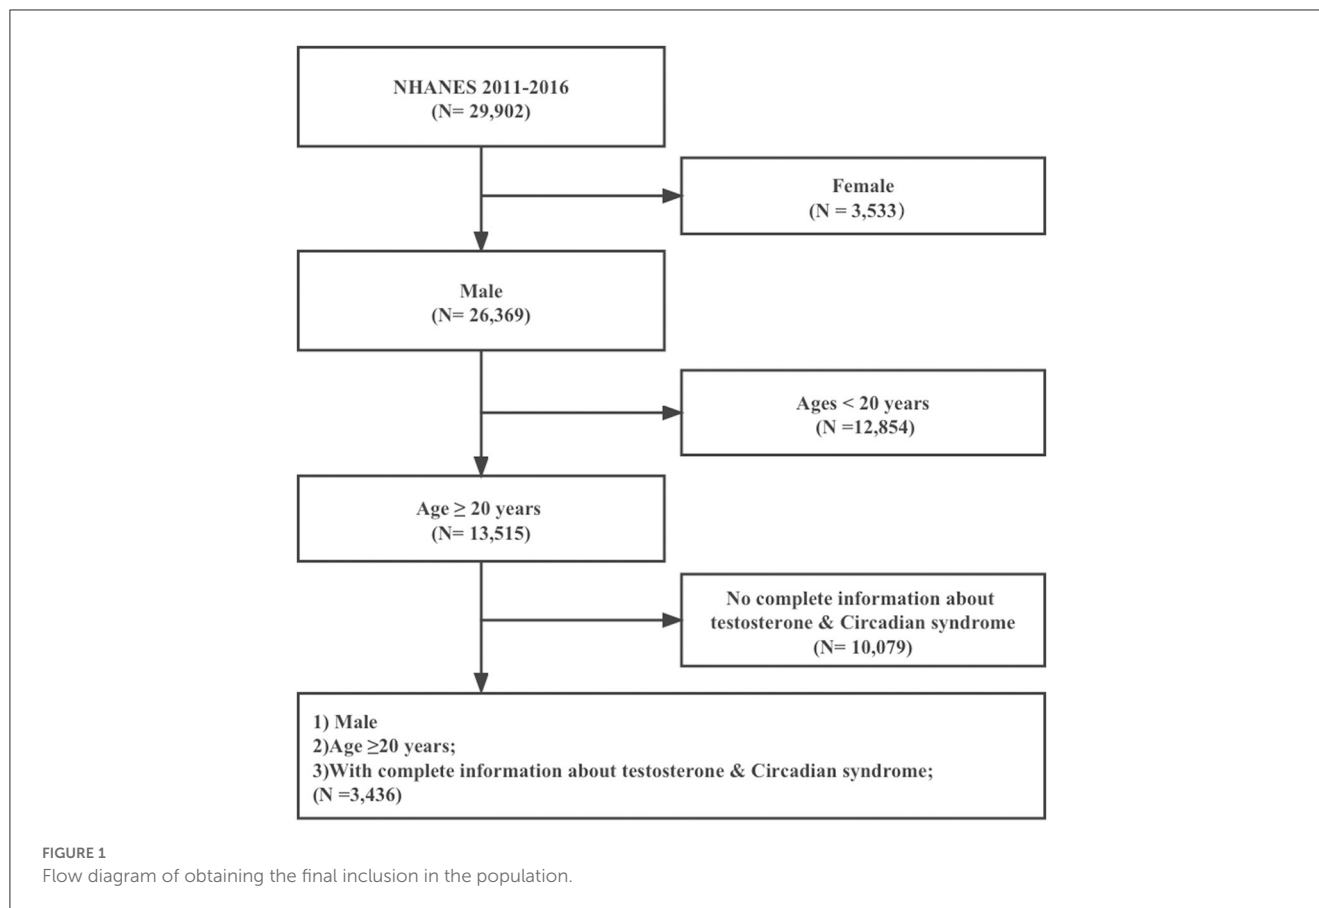 NHANES 2011-2016
(N= 29,902)
Female
(N = 3,533)
Male
(N= 26,369)
Ages < 20 years
(N =12,854)
Age ≥ 20 years
(N= 13,515)
No complete information about
testosterone & Circadian syndrome
(N= 10,079)
1) Male
2)Age ≥20 years;
3)With complete information about testosterone & Circadian syndrome;
(N =3,436)
FIGURE 1
Flow diagram of obtaining the final inclusion in the population.